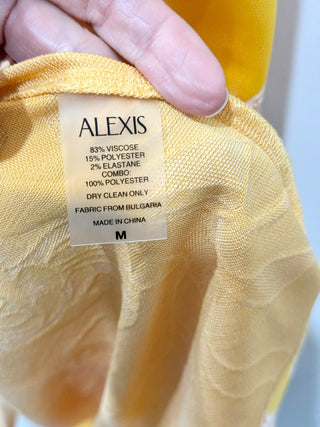 ALEXIS
83% VISCOSE
15% POLYESTER
2% ELASTANE
COMBO:
100% POLYESTER
DRY CLEAN ONLY
FABRIC FROM BULGARIA
MADE IN CHINA
M